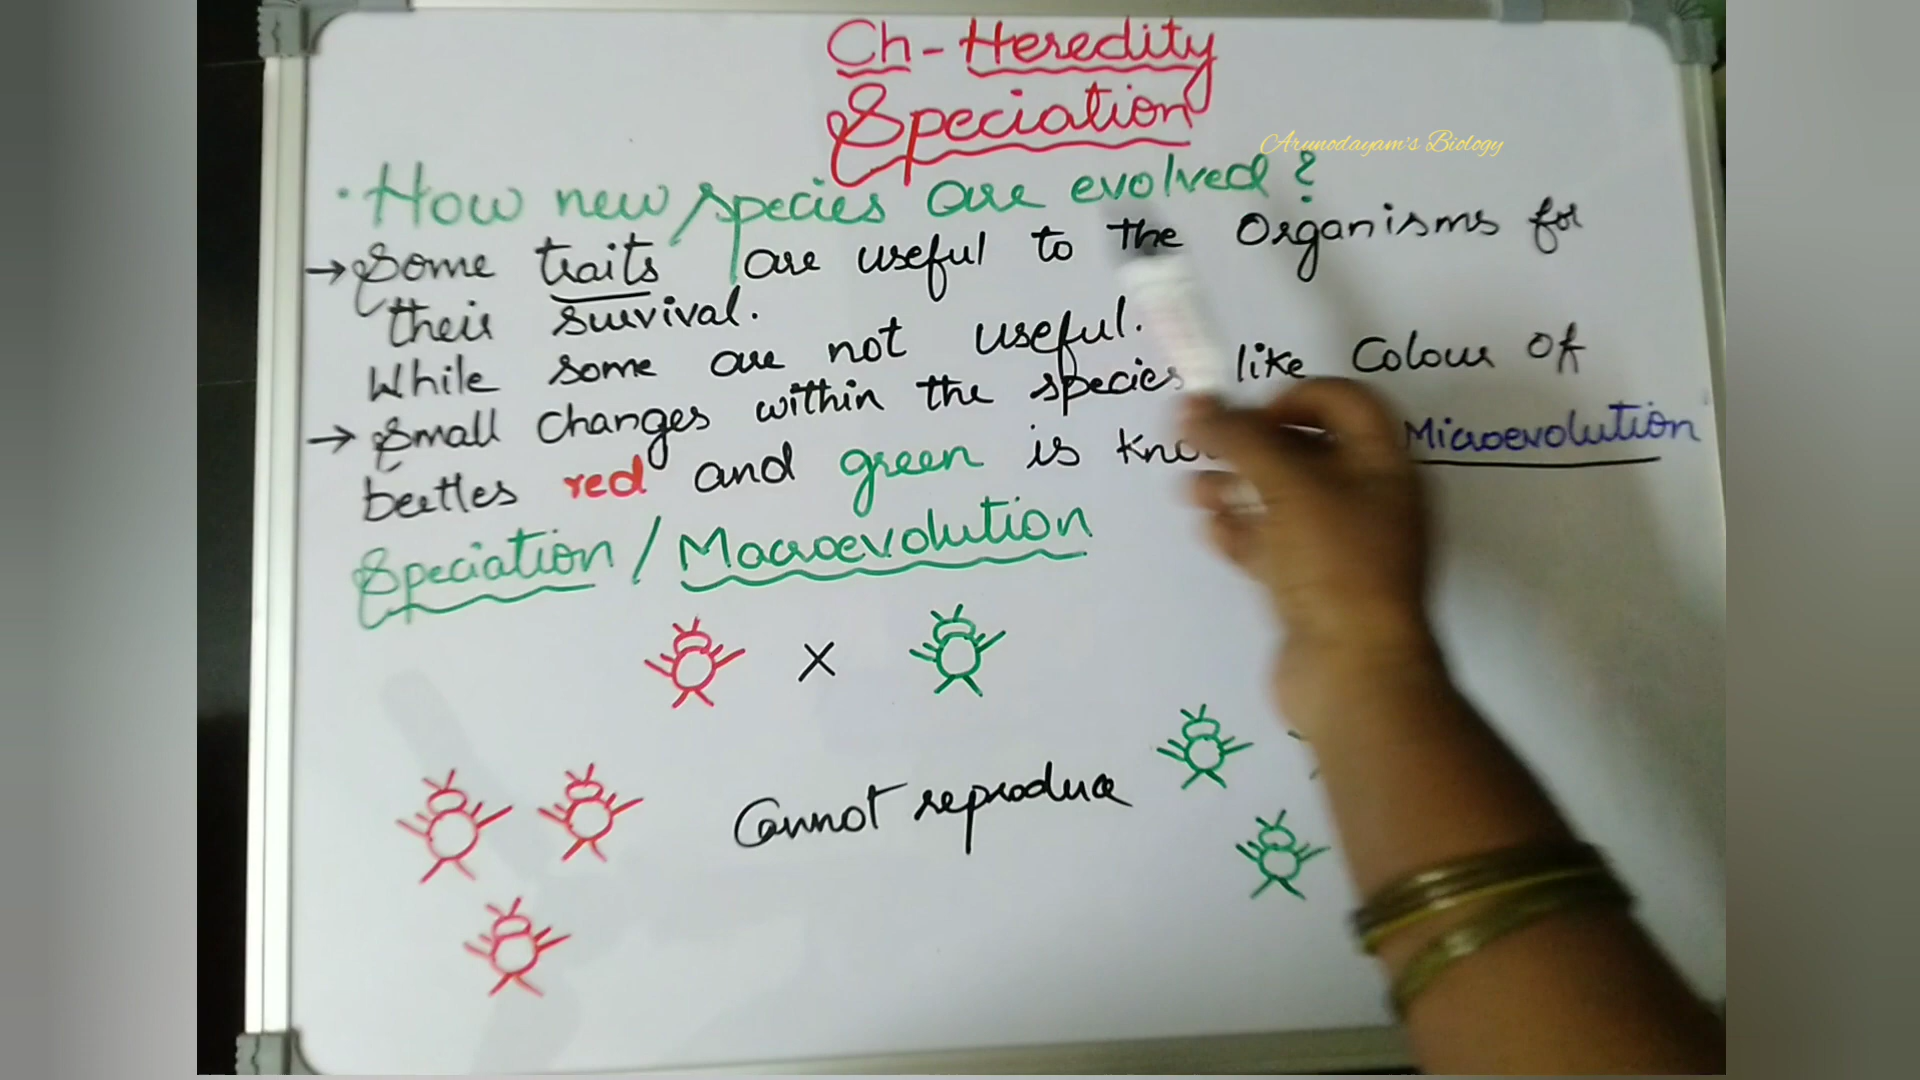 Ch- Heredity
Speciation
Arunodayam's Biology
· How new species are evolved?
→ Some traits are useful to the Organisms for
their survival.
While some are not useful.
→ Small changes within the species like Colour of
beetles red and green is Kno Microevolution
Speciation / Macroevolution
X
Cannot reproduce